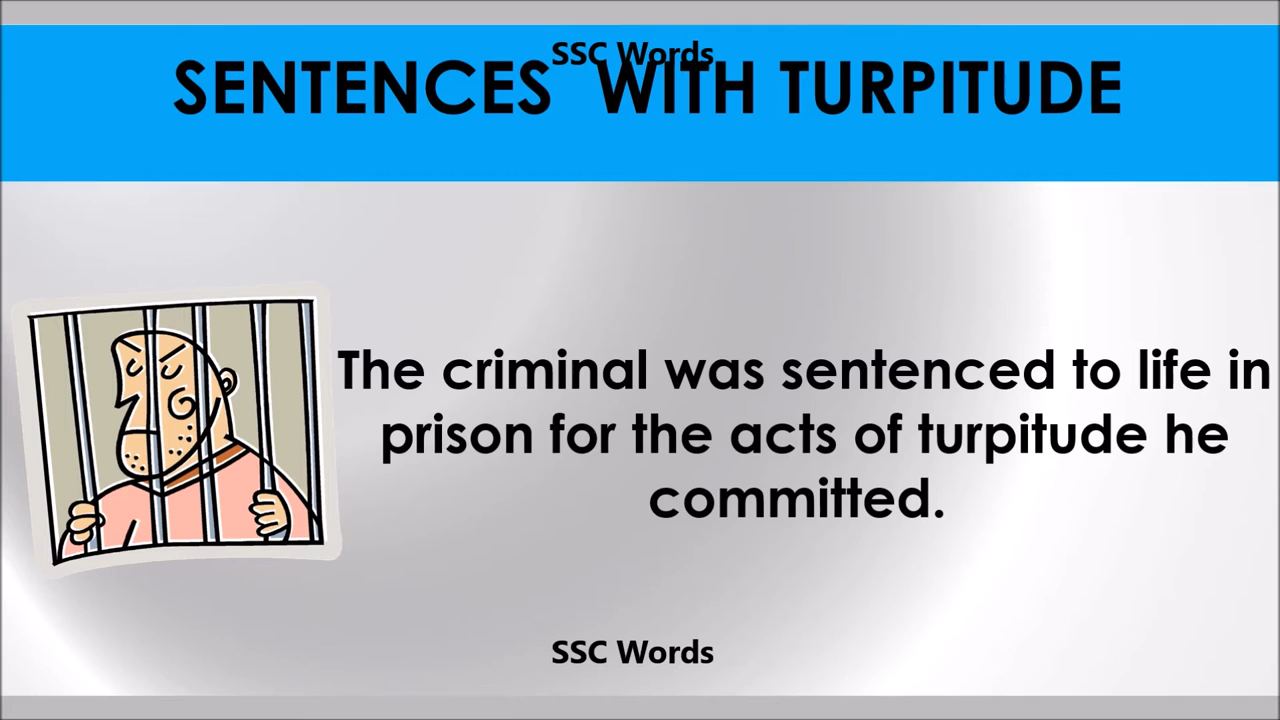 SSC Words
SENTENCES WITH TURPITUDE
The criminal was sentenced to life in
prison for the acts of turpitude he
committed.
SSC Words